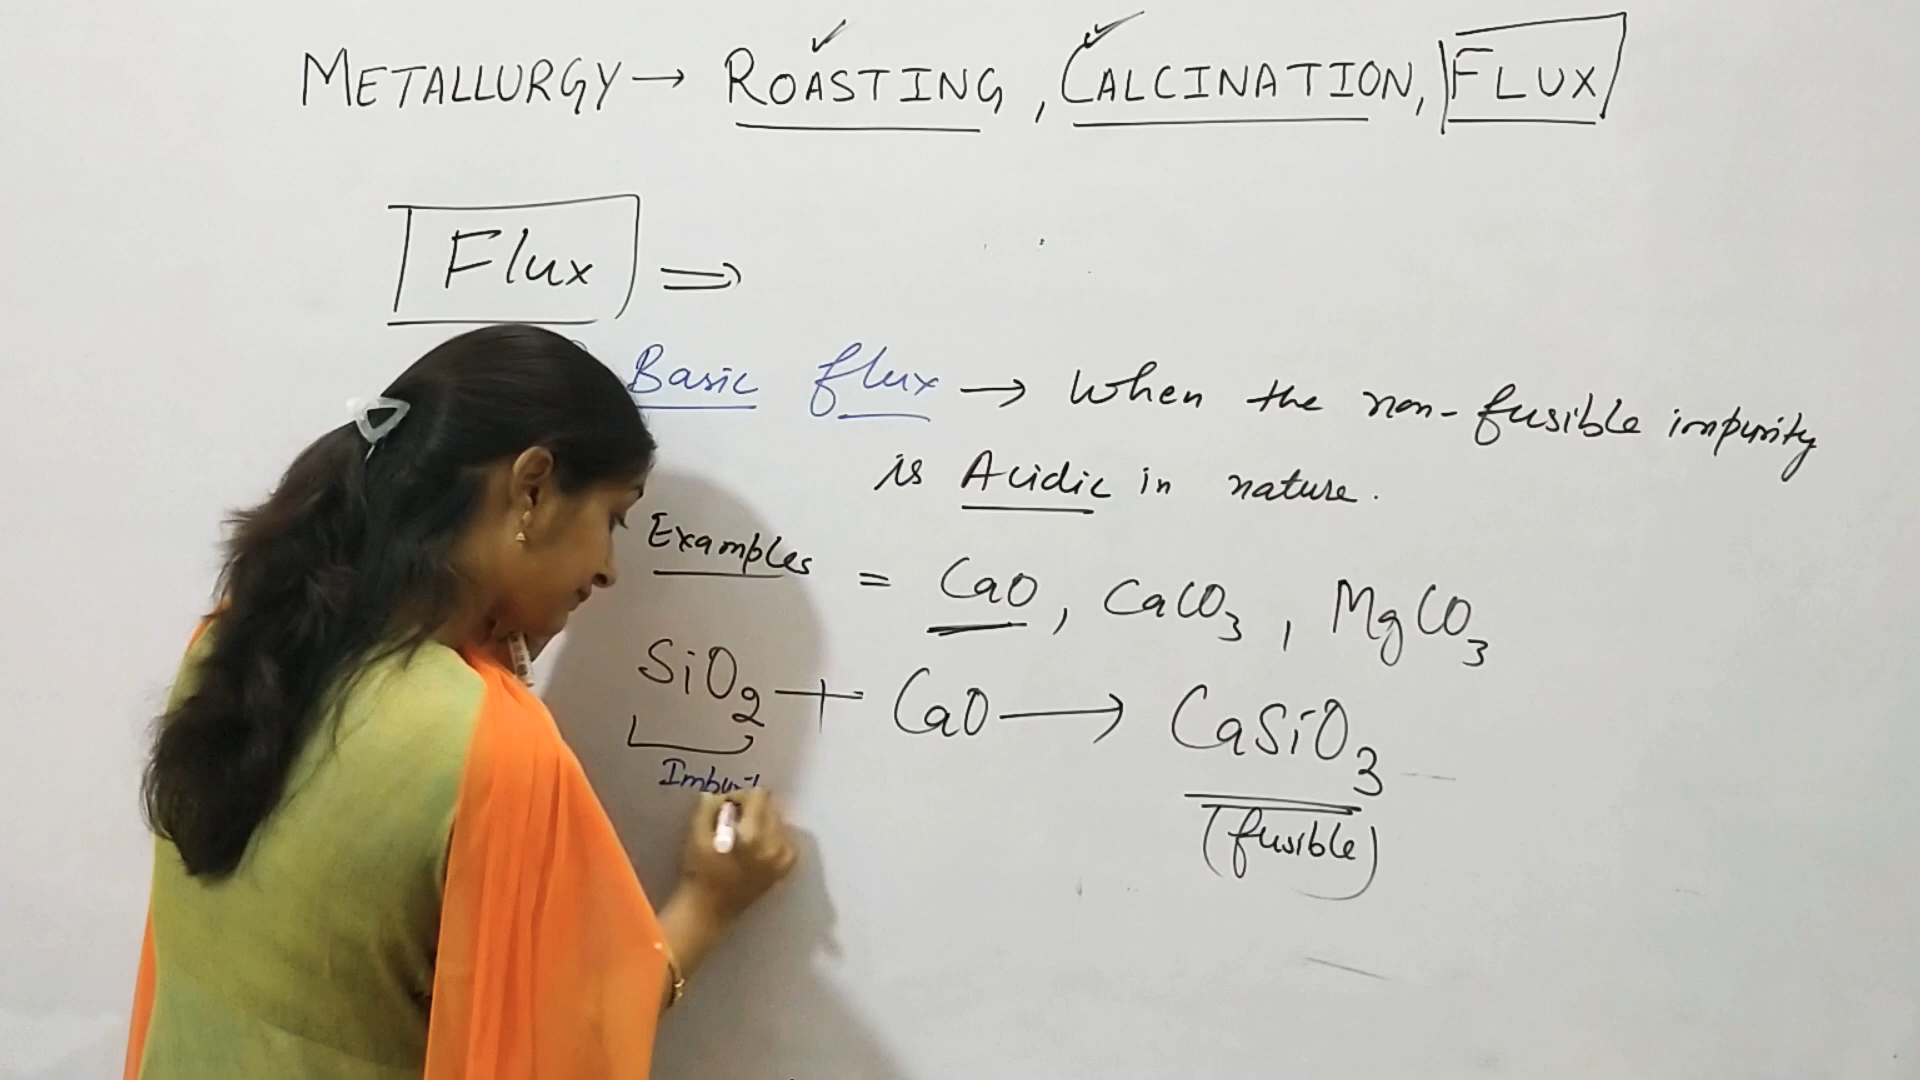 METALLURGY → ROASTING, CALCINATION, FLUX
Flux ⇒
Basic flux → When the non-fusible impurity
is Acidic in nature.
Examples = CaO, CaCO₃, MgCO₃
SiO₂ + CaO → CaSiO₃
(fusible)